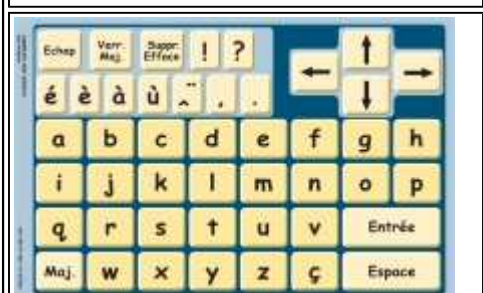 Echap Verr. Maj. Suppr. Efface ! ?
← ↑ →
é è à ù ^ ¨ , . ↓
a b c d e f g h
i j k l m n o p
q r s t u v Entrée
Maj. w x y z ç Espace